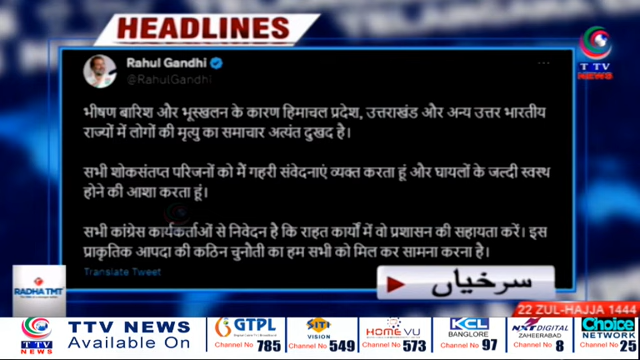 HEADLINES
T TV
NEWS
Rahul Gandhi
@RahulGandhi
भीषण बारिश और भूस्खलन के कारण हिमाचल प्रदेश, उत्तराखंड और अन्य उत्तर भारतीय
राज्यों में लोगों की मृत्यु का समाचार अत्यंत दुखद है।
सभी शोकसंतप्त परिजनों को मैं गहरी संवेदनाएं व्यक्त करता हूं और घायलों के जल्दी स्वस्थ
होने की आशा करता हूं।
सभी कांग्रेस कार्यकर्ताओं से निवेदन है कि राहत कार्यों में वो प्रशासन की सहायता करें। इस
प्राकृतिक आपदा की कठिन चुनौती का हम सभी को मिल कर सामना करना है।
Translate Tweet
سرخیاں
RADHA TMT
22 ZUL-HAJJA 1444
T TV
NEWS
TTV NEWS
Available On
GTPL
Channel No 785
SITI
VISION
Channel No 549
HOME VU
Channel No 573
KCL
BANGLORE
Channel No 97
NXT DIGITAL
ZAHEERABAD
Channel No 8
Choice
NETWORK
Channel No 25